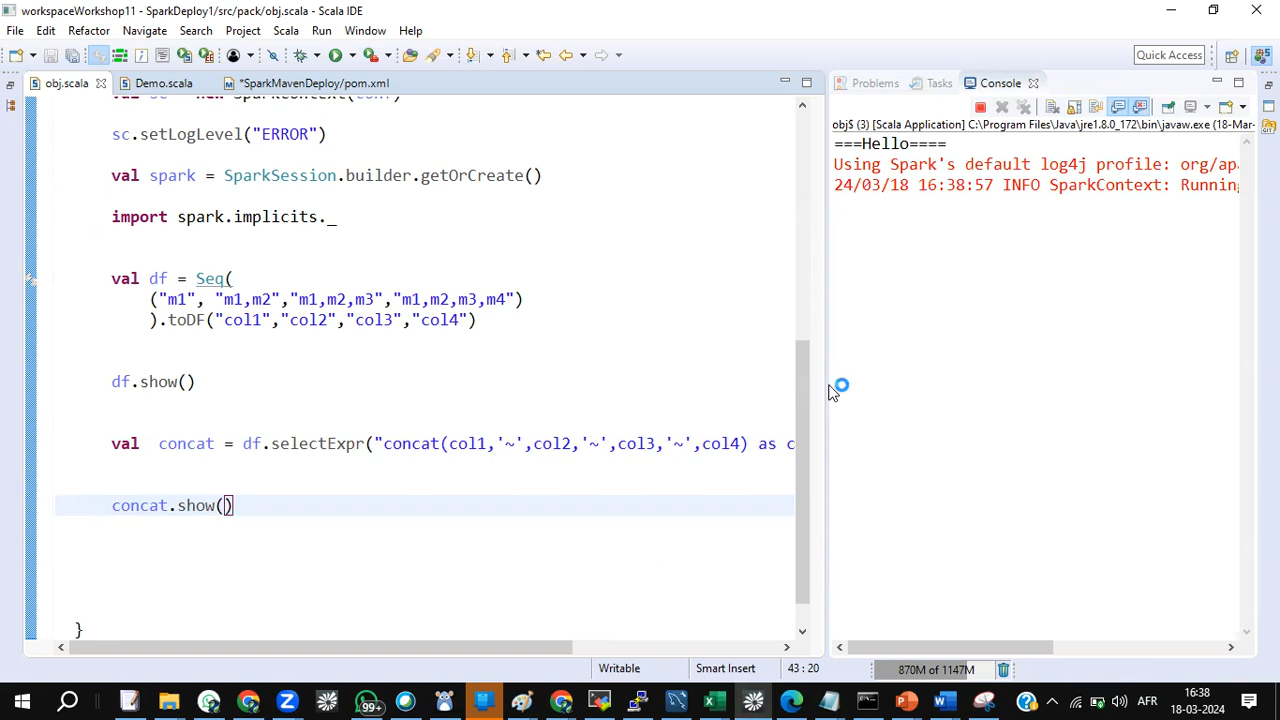 workspaceWorkshop11 - SparkDeploy1/src/pack/obj.scala - Scala IDE
File Edit Refactor Navigate Search Project Scala Run Window Help
Quick Access
obj.scala Demo.scala *SparkMavenDeploy/pom.xml
Problems Tasks Console
obj$ (3) [Scala Application] C:\Program Files\Java\jre1.8.0_172\bin\javaw.exe (18-Mar-
===Hello====
Using Spark's default log4j profile: org/ap
24/03/18 16:38:57 INFO SparkContext: Running
sc.setLogLevel("ERROR")
val spark = SparkSession.builder.getOrCreate()
import spark.implicits._
val df = Seq(
("m1", "m1,m2","m1,m2,m3","m1,m2,m3,m4")
).toDF("col1","col2","col3","col4")
df.show()
val concat = df.selectExpr("concat(col1,'~',col2,'~',col3,'~',col4) as c
concat.show()
}
Writable Smart Insert 43 : 20 870M of 1147M
99+
AFR
16:38
18-03-2024